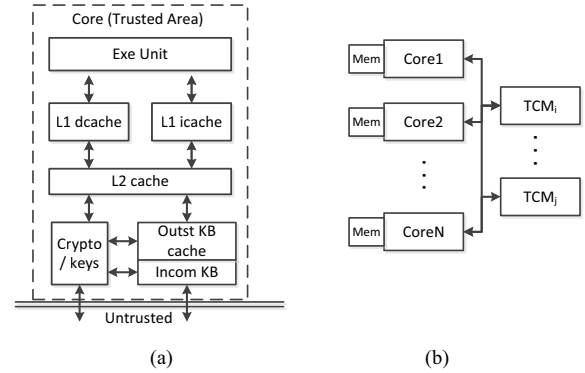 Core (Trusted Area)
Exe Unit
L1 dcache
L1 icache
L2 cache
Crypto
/ keys
Outst KB
cache
Incom KB
Untrusted
(a)
Mem
Core1
Mem
Core2
Mem
CoreN
TCMi
TCMj
(b)